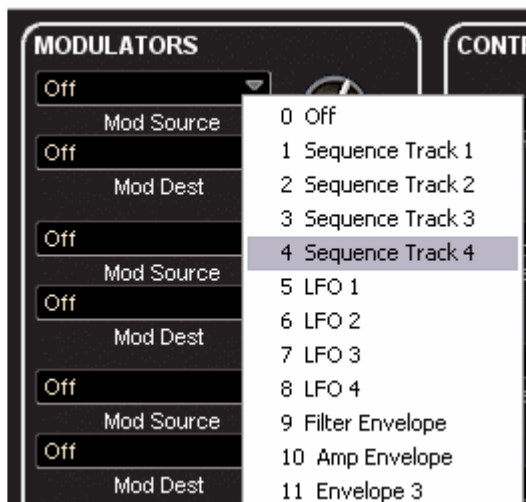 MODULATORS
Off
Mod Source
Off
Mod Dest
Off
Mod Source
Off
Mod Dest
Off
Mod Source
Off
Mod Dest
0 Off
1 Sequence Track 1
2 Sequence Track 2
3 Sequence Track 3
4 Sequence Track 4
5 LFO 1
6 LFO 2
7 LFO 3
8 LFO 4
9 Filter Envelope
10 Amp Envelope
11 Envelope 3
CONT